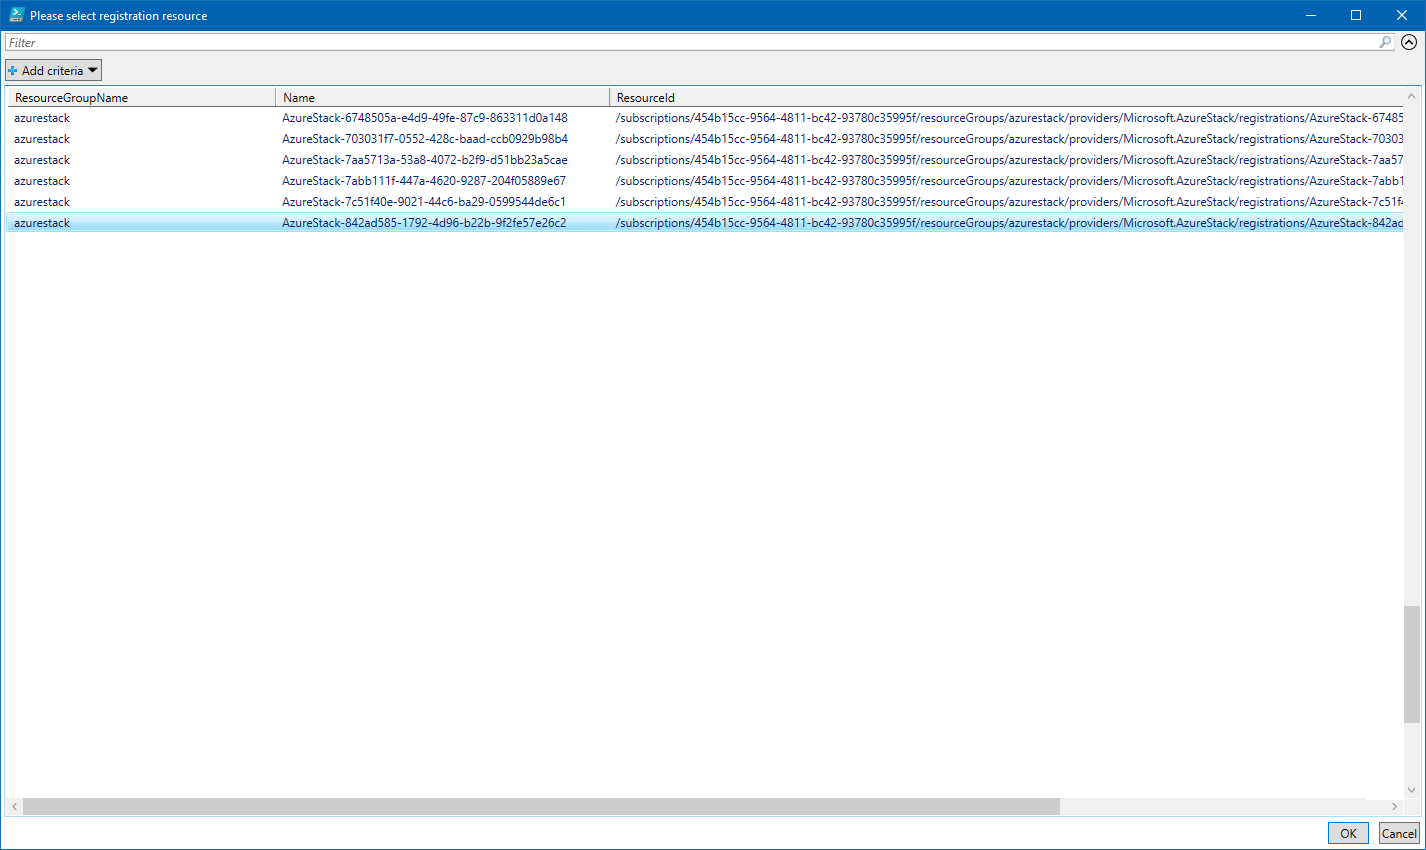 Please select registration resource
Filter
Add criteria
ResourceGroupName Name ResourceId
azurestack AzureStack-6748505a-e4d9-49fe-87c9-863311d0a148 /subscriptions/454b15cc-9564-4811-bc42-93780c35995f/resourceGroups/azurestack/providers/Microsoft.AzureStack/registrations/AzureStack-67485
azurestack AzureStack-703031f7-0552-428c-baad-ccb0929b98b4 /subscriptions/454b15cc-9564-4811-bc42-93780c35995f/resourceGroups/azurestack/providers/Microsoft.AzureStack/registrations/AzureStack-70303
azurestack AzureStack-7aa5713a-53a8-4072-b2f9-d51bb23a5cae /subscriptions/454b15cc-9564-4811-bc42-93780c35995f/resourceGroups/azurestack/providers/Microsoft.AzureStack/registrations/AzureStack-7aa57
azurestack AzureStack-7abb111f-447a-4620-9287-204f05889e67 /subscriptions/454b15cc-9564-4811-bc42-93780c35995f/resourceGroups/azurestack/providers/Microsoft.AzureStack/registrations/AzureStack-7abb1
azurestack AzureStack-7c51f40e-9021-44c6-ba29-0599544de6c1 /subscriptions/454b15cc-9564-4811-bc42-93780c35995f/resourceGroups/azurestack/providers/Microsoft.AzureStack/registrations/AzureStack-7c51f4
azurestack AzureStack-842ad585-1792-4d96-b22b-9f2fe57e26c2 /subscriptions/454b15cc-9564-4811-bc42-93780c35995f/resourceGroups/azurestack/providers/Microsoft.AzureStack/registrations/AzureStack-842ad
OK Cancel